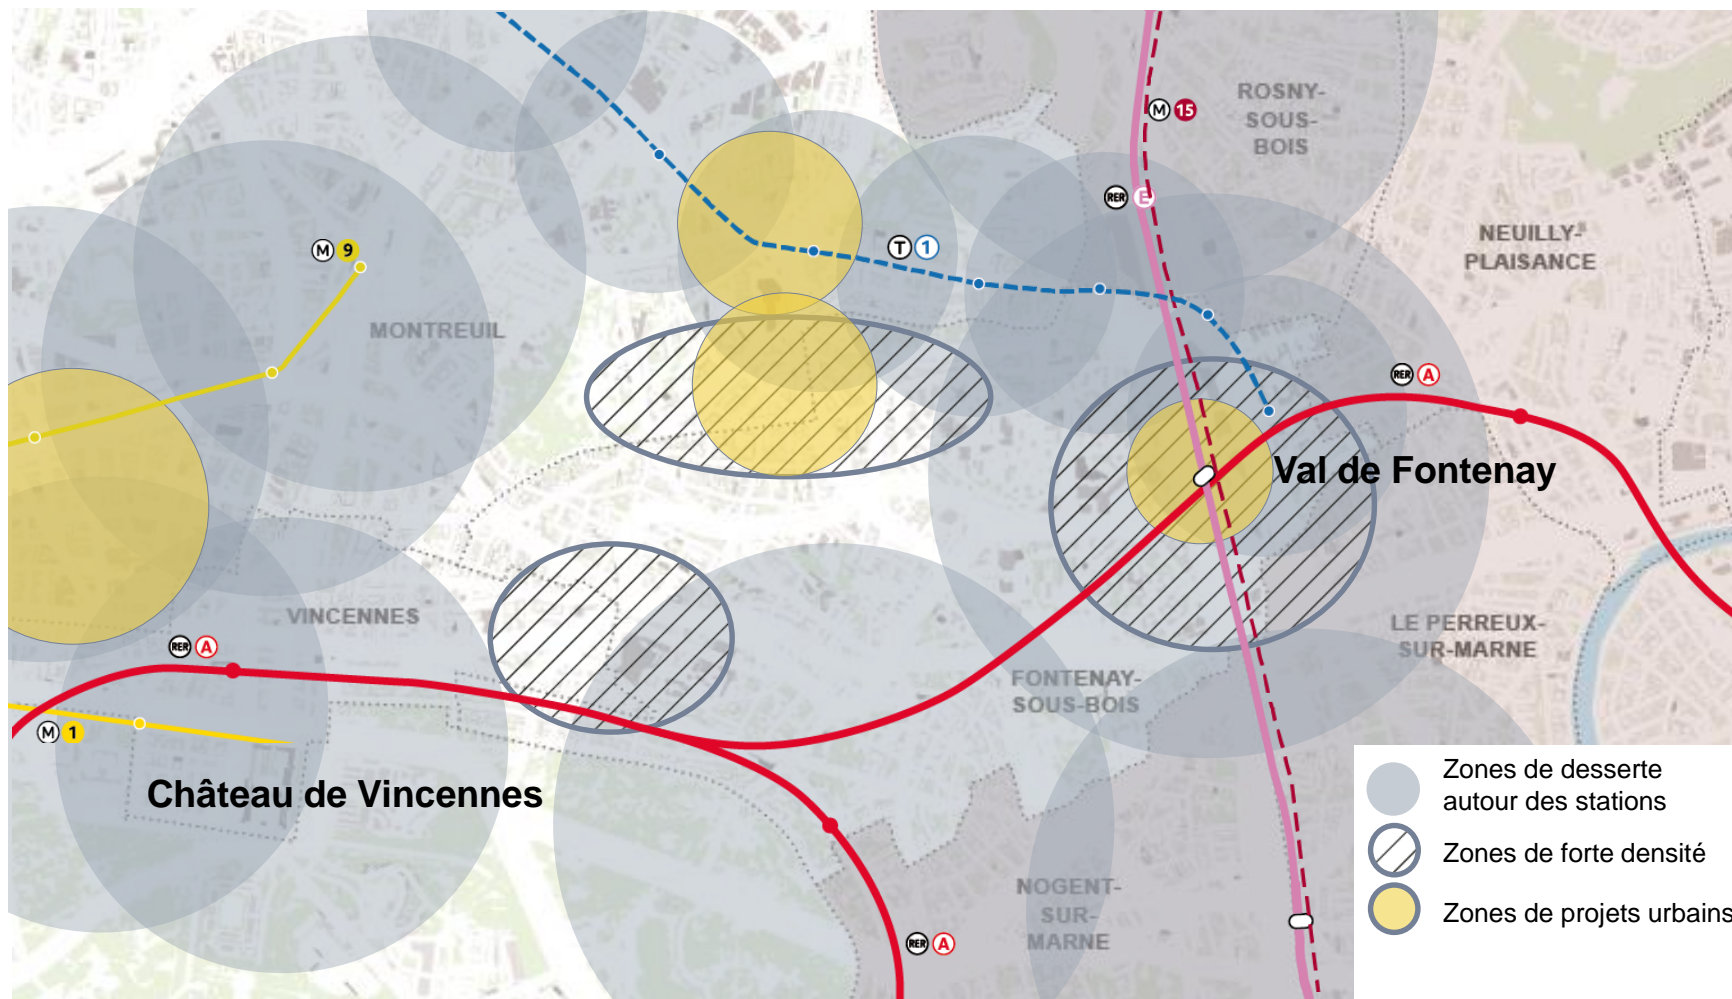 M 15
ROSNY-
SOUS-
BOIS
RER E
NEUILLY-
PLAISANCE
M 9
T 1
MONTREUIL
RER A
Val de Fontenay
VINCENNES
LE PERREUX-
SUR-MARNE
RER A
FONTENAY-
SOUS-BOIS
M 1
Château de Vincennes
NOGENT-
SUR-
MARNE
RER A
Zones de desserte
autour des stations
Zones de forte densité
Zones de projets urbains